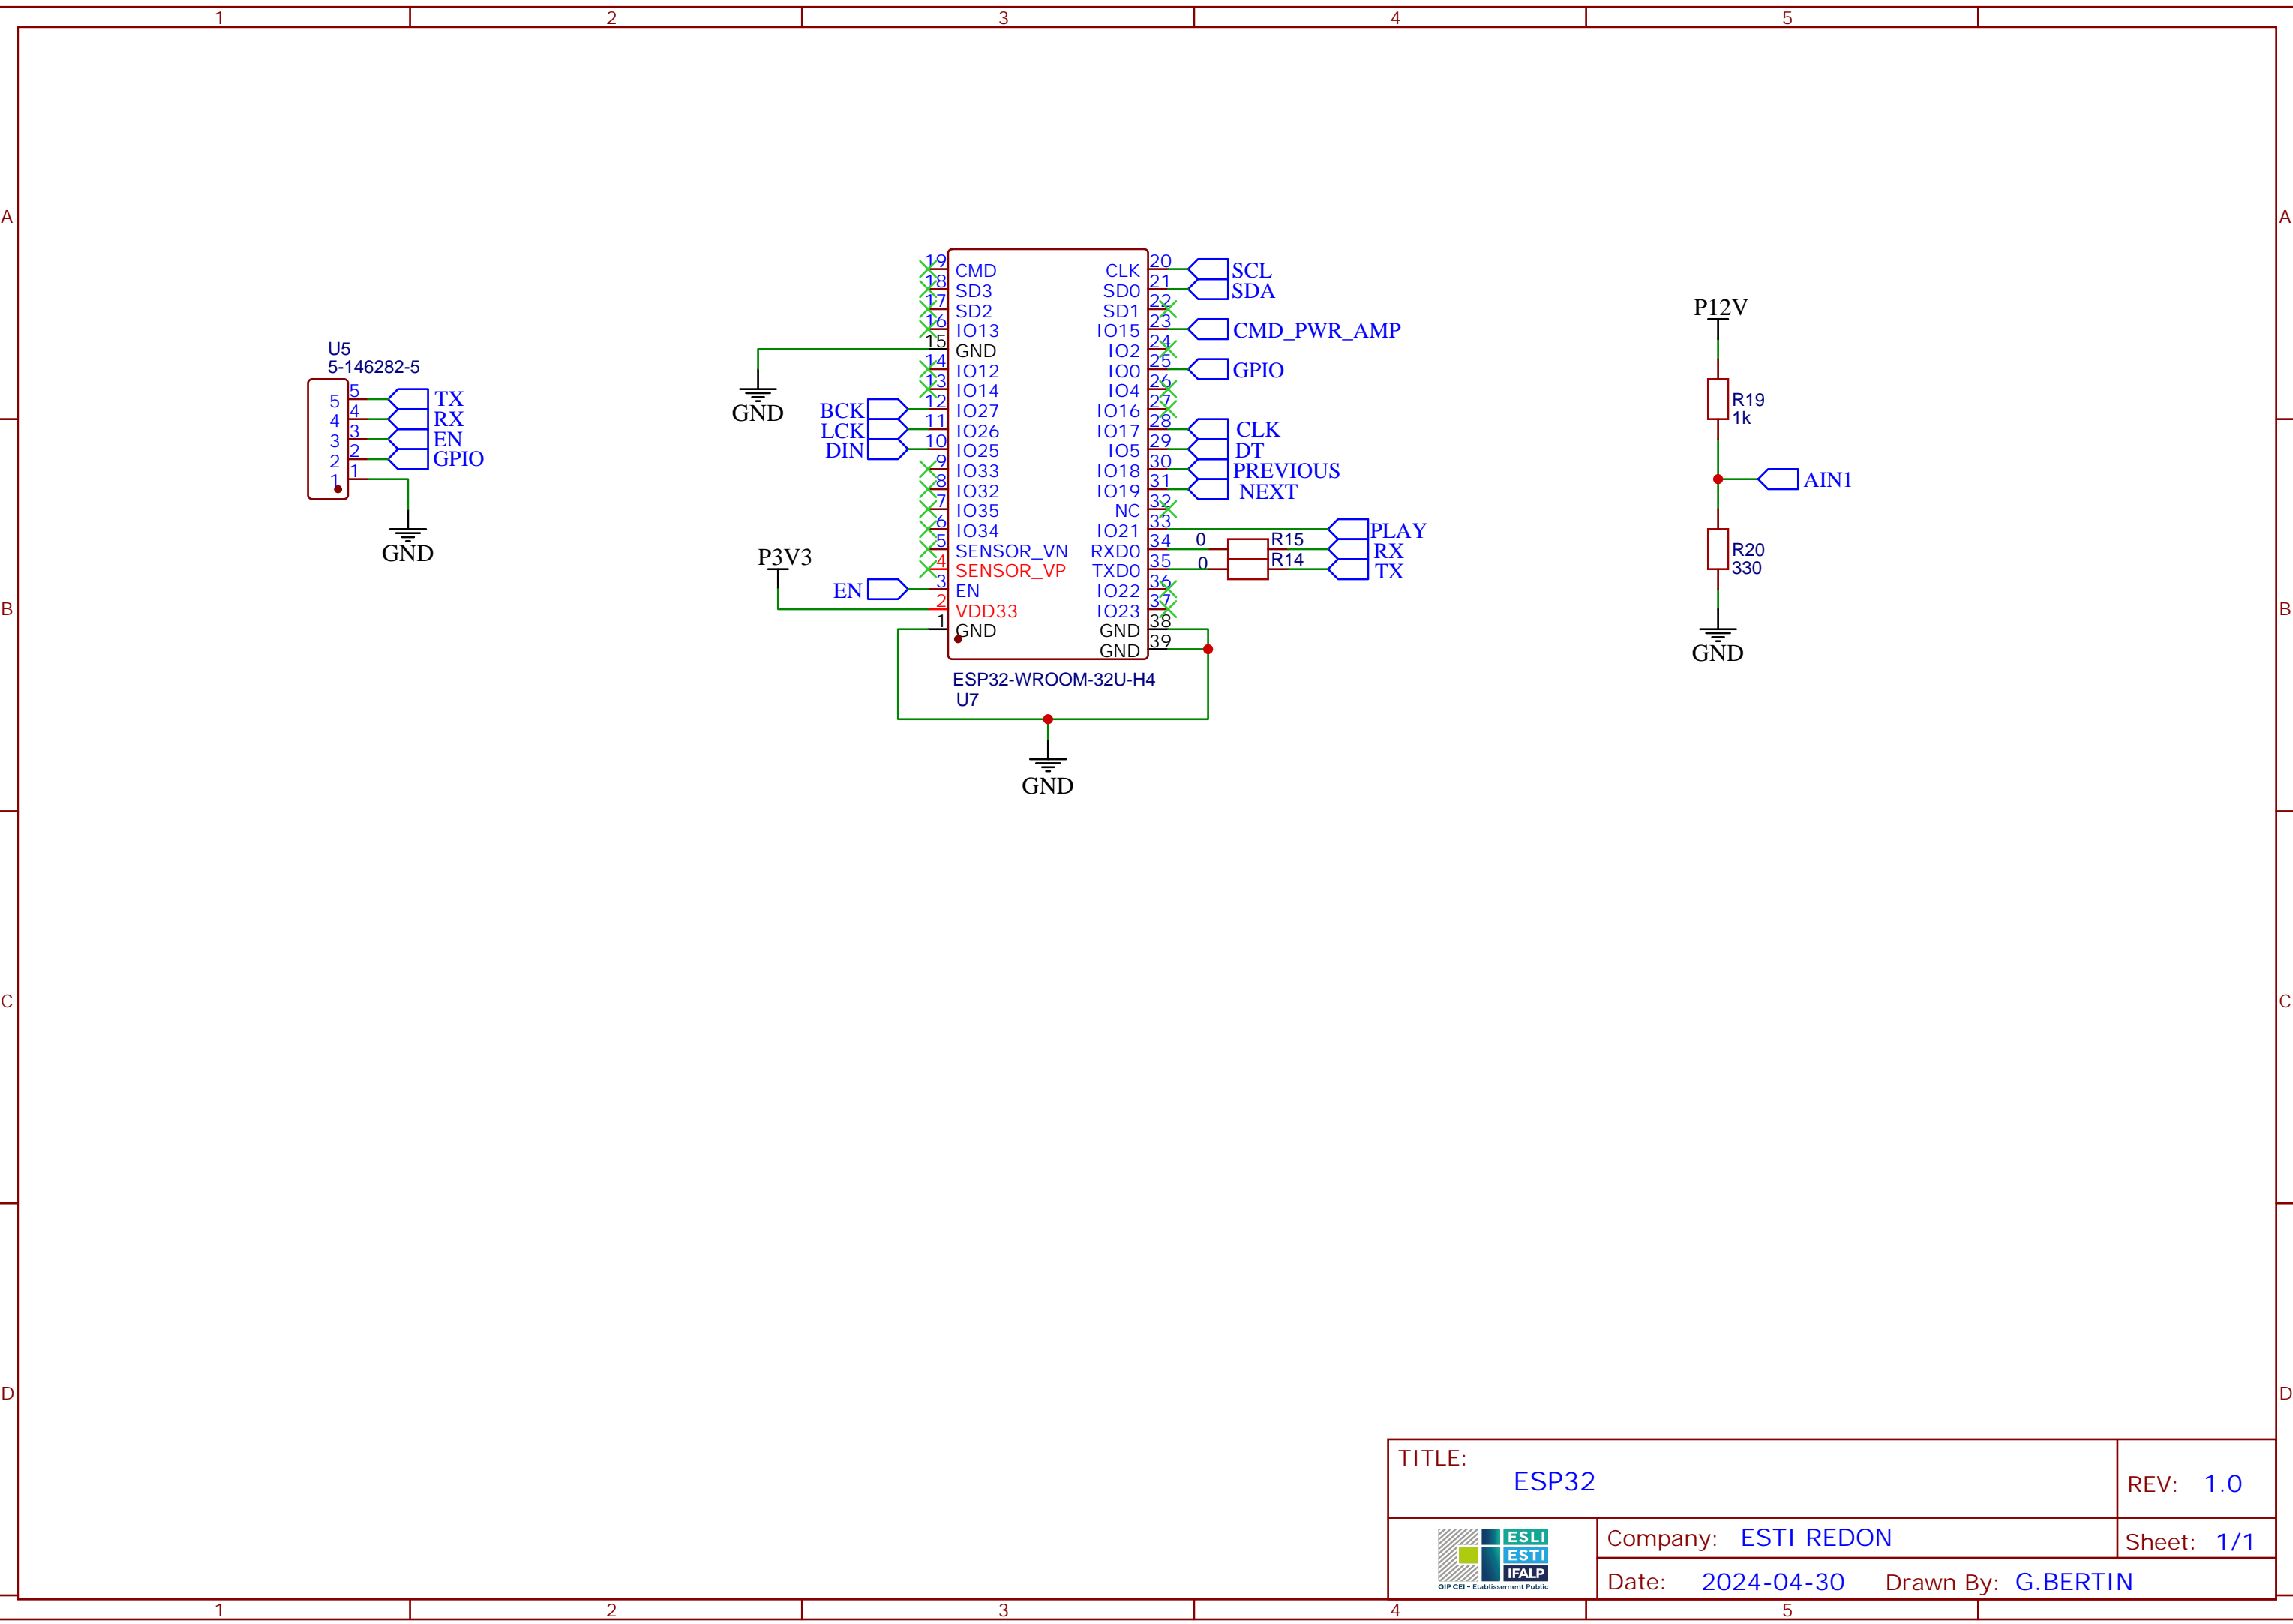 1 2 3 4 5
A A
B B
C C
D D
U5
5-146282-5
5 5 TX
4 4 RX
3 3 EN
2 2 GPIO
1 1
GND
19 CMD
18 SD3
17 SD2
16 IO13
15 GND
14 IO12
13 IO14
BCK 12 IO27
LCK 11 IO26
DIN 10 IO25
9 IO33
8 IO32
7 IO35
6 IO34
5 SENSOR_VN
4 SENSOR_VP
EN 3 EN
2 VDD33
1 GND
GND
P3V3
CLK 20 SCL
SD0 21 SDA
SD1 22
IO15 23 CMD_PWR_AMP
IO2 24
IO0 25 GPIO
IO4 26
IO16 27
IO17 28 CLK
IO5 29 DT
IO18 30 PREVIOUS
IO19 31 NEXT
NC 32
IO21 33 PLAY
RXD0 34 0 R15 RX
TXD0 35 0 R14 TX
IO22 36
IO23 37
GND 38
GND 39
ESP32-WROOM-32U-H4
U7
GND
P12V
R19
1k
AIN1
R20
330
GND
TITLE:
ESP32
REV: 1.0
ESLI
ESTI
IFALP
GIP CEI - Etablissement Public
Company: ESTI REDON
Sheet: 1/1
Date: 2024-04-30 Drawn By: G.BERTIN
1 2 3 4 5